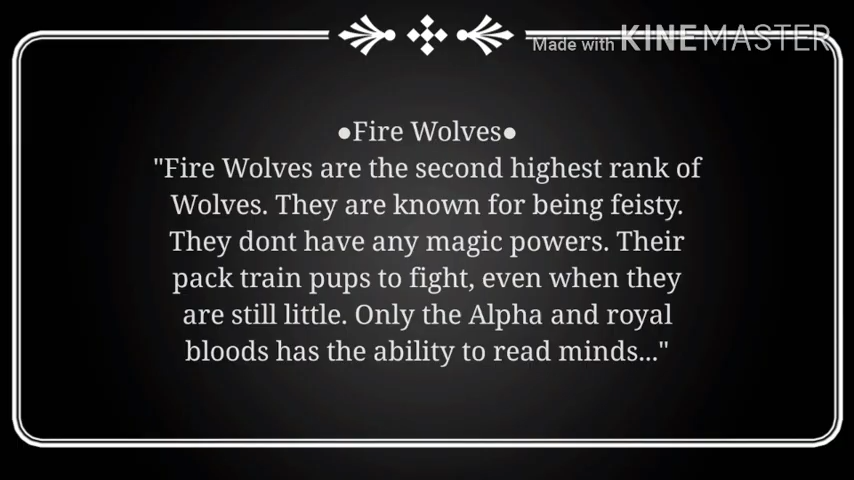 Made with KINEMASTER
●Fire Wolves●
"Fire Wolves are the second highest rank of
Wolves. They are known for being feisty.
They dont have any magic powers. Their
pack train pups to fight, even when they
are still little. Only the Alpha and royal
bloods has the ability to read minds..."